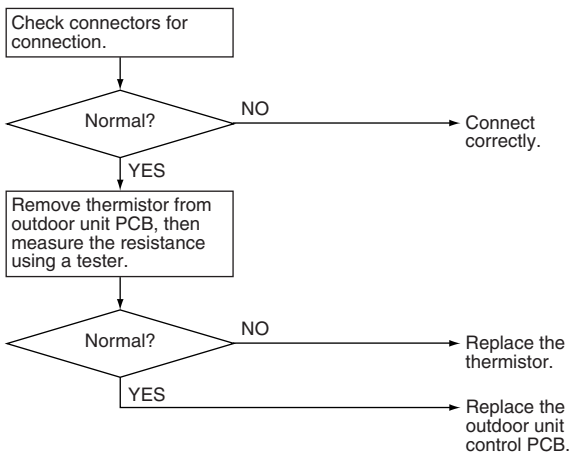 Check connectors for
connection.
Normal?
NO
Connect
correctly.
YES
Remove thermistor from
outdoor unit PCB, then
measure the resistance
using a tester.
Normal?
NO
Replace the
thermistor.
YES
Replace the
outdoor unit
control PCB.